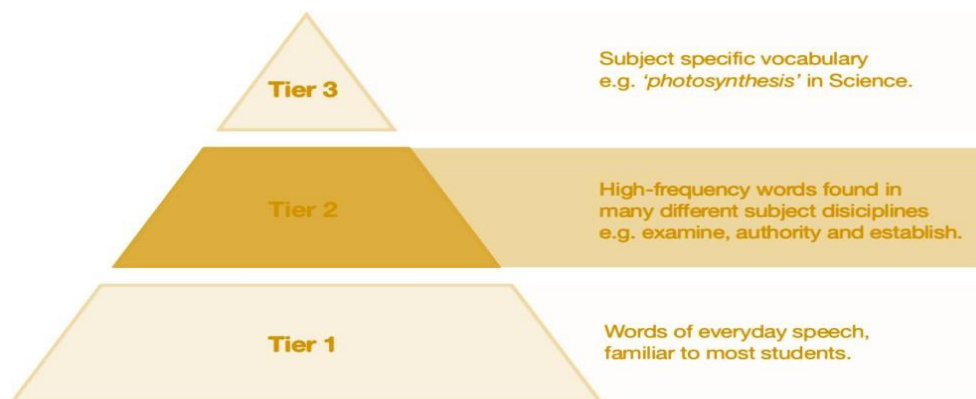 Tier 3
Subject specific vocabulary
e.g. ‘photosynthesis’ in Science.
Tier 2
High-frequency words found in
many different subject disiciplines
e.g. examine, authority and establish.
Tier 1
Words of everyday speech,
familiar to most students.